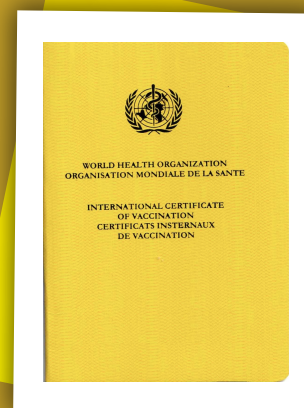 WORLD HEALTH ORGANIZATION
ORGANISATION MONDIALE DE LA SANTE
INTERNATIONAL CERTIFICATE
OF VACCINATION
CERTIFICATS INSTERNAUX
DE VACCINATION